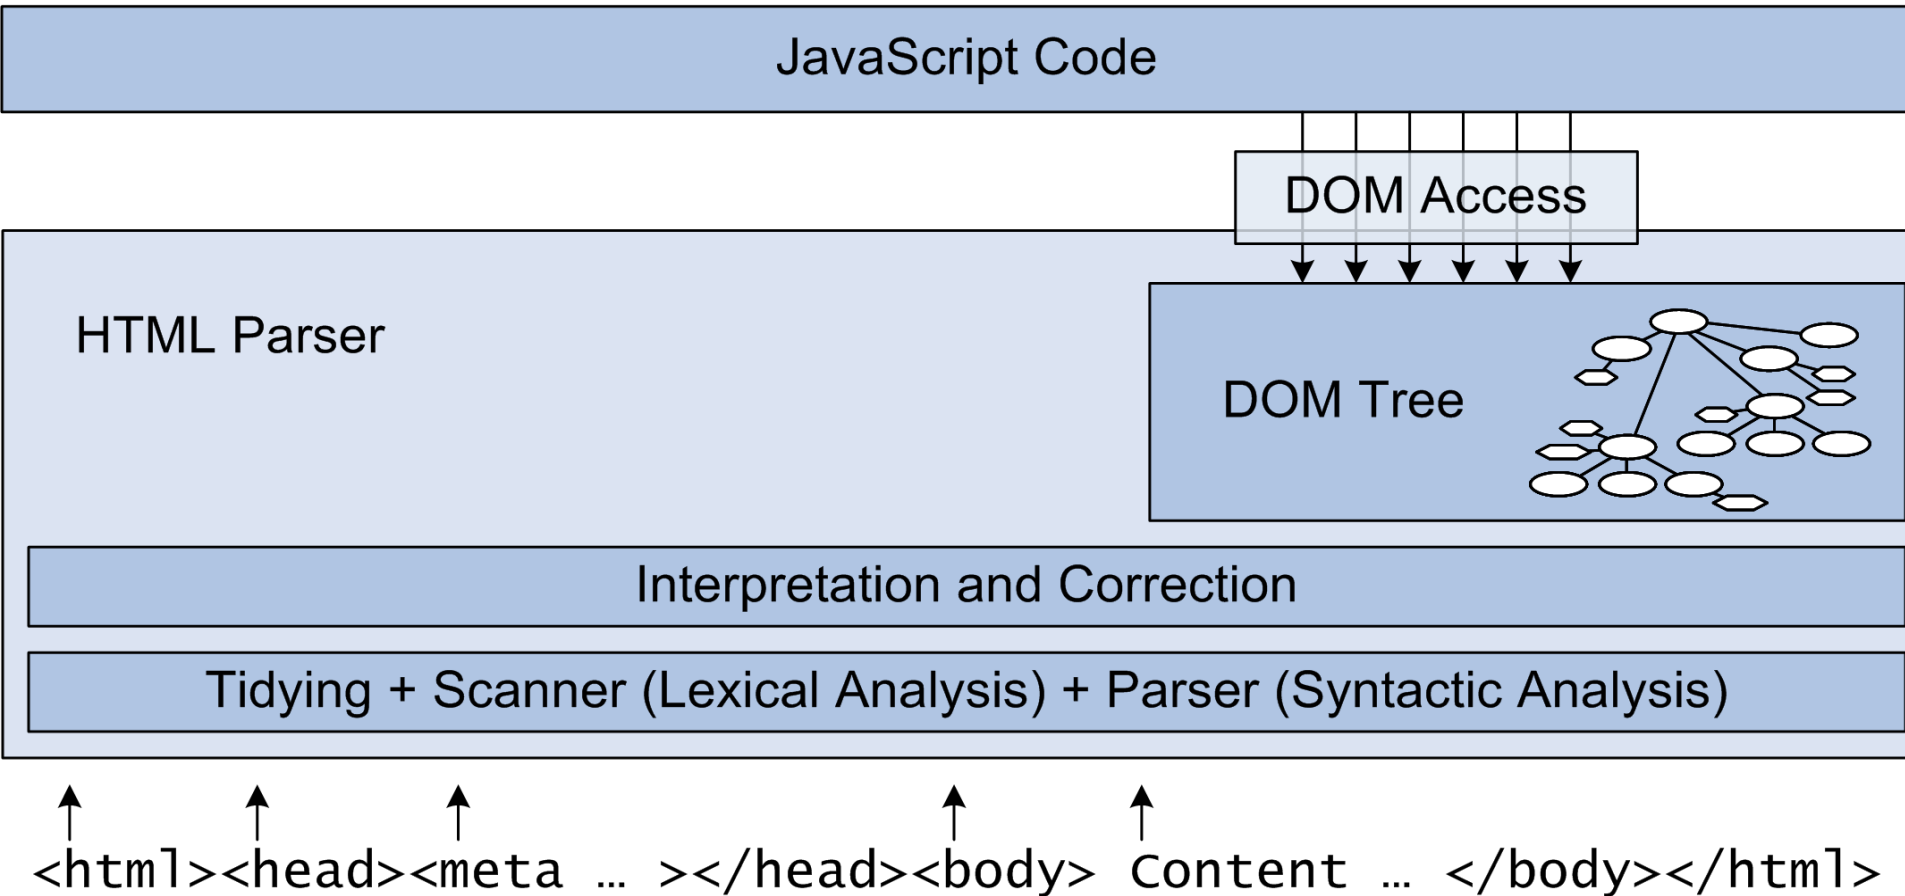 JavaScript Code
DOM Access
HTML Parser
DOM Tree
Interpretation and Correction
Tidying + Scanner (Lexical Analysis) + Parser (Syntactic Analysis)
<html><head><meta … ></head><body> Content … </body></html>